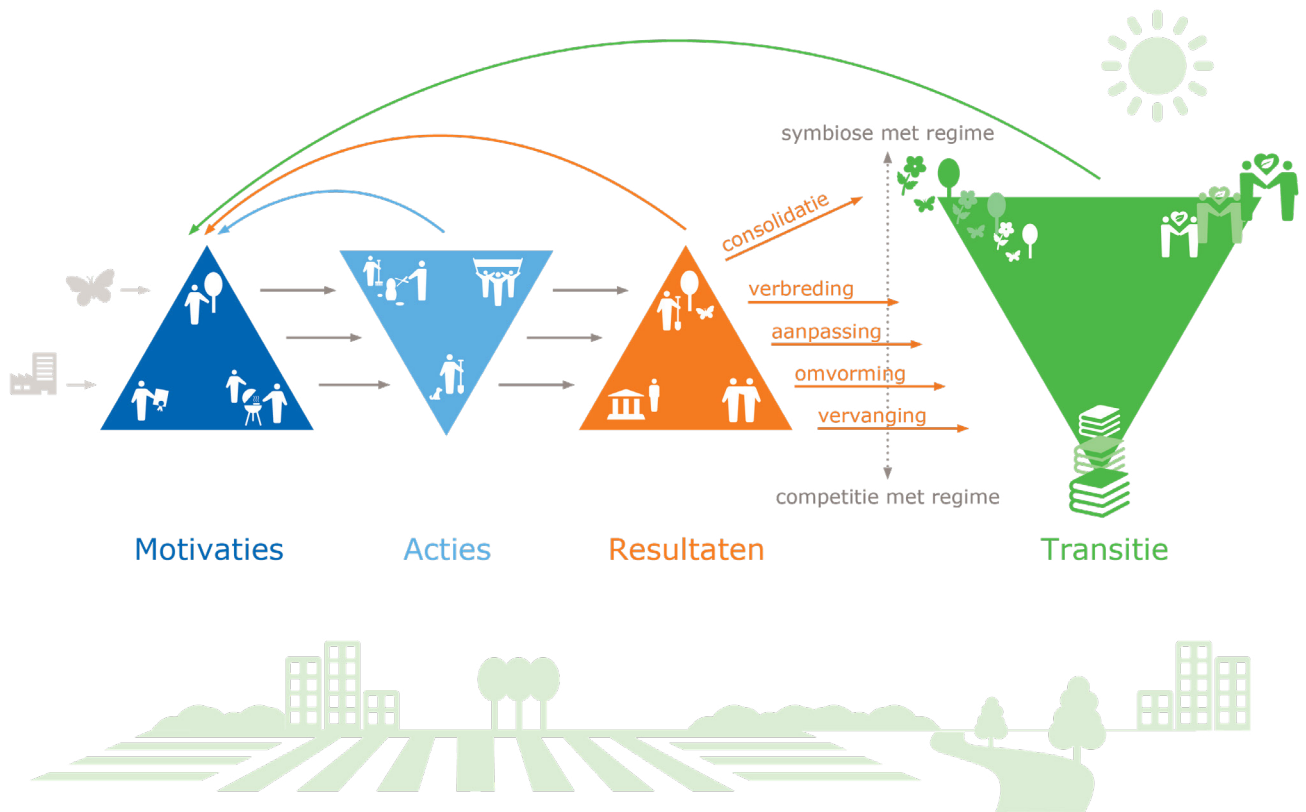 symbiose met regime
consolidatie
verbreding
aanpassing
omvorming
vervanging
competitie met regime
Motivaties
Acties
Resultaten
Transitie